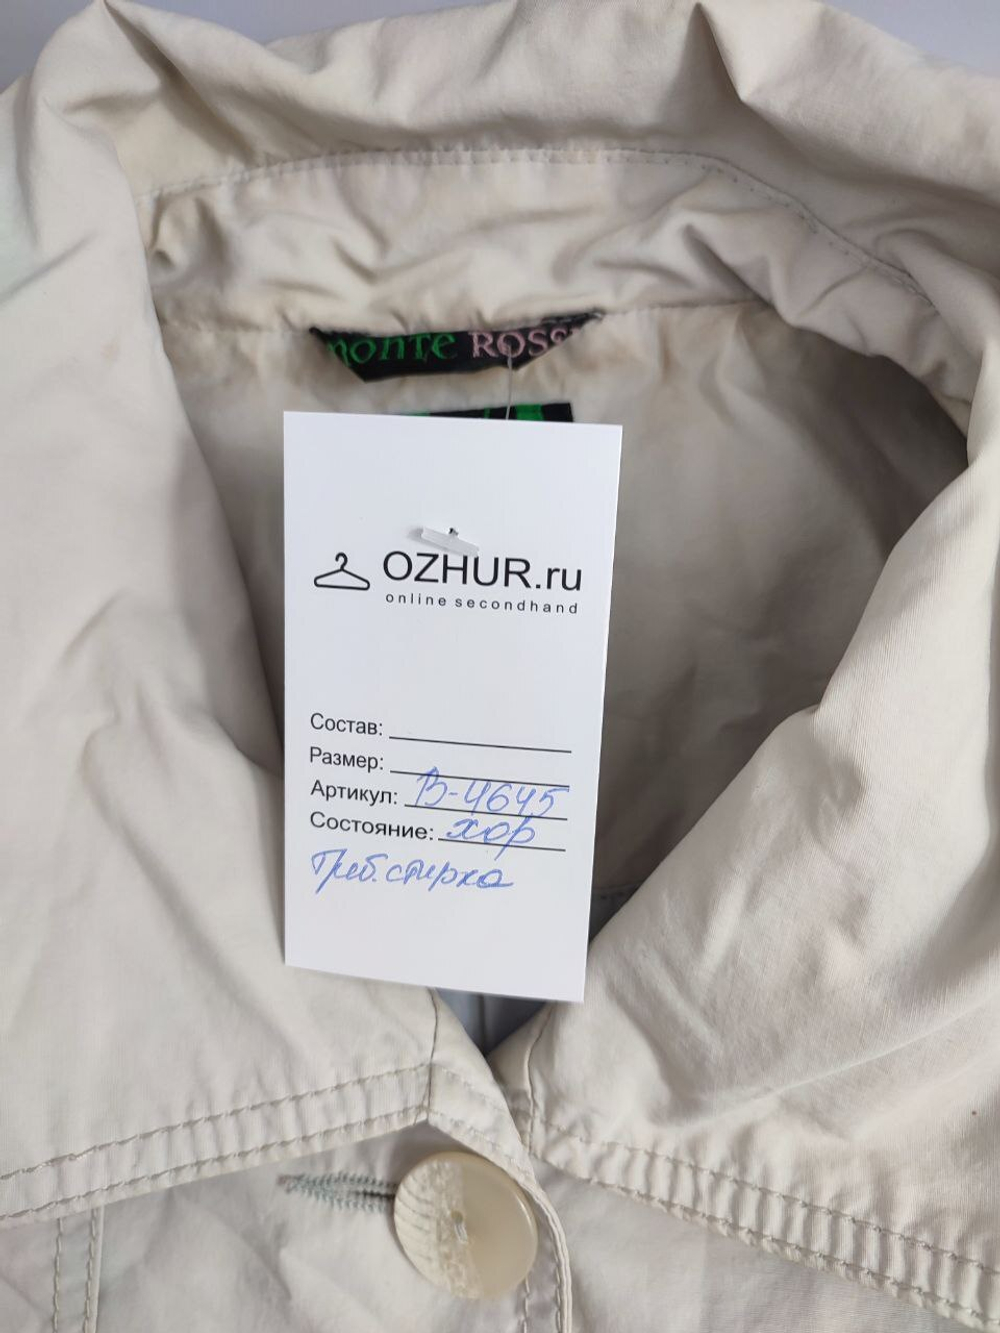 monte ROSS
OZHUR.ru
online secondhand
Состав:
Размер:
Артикул: В-4645
Состояние: хор
Треб. стирка